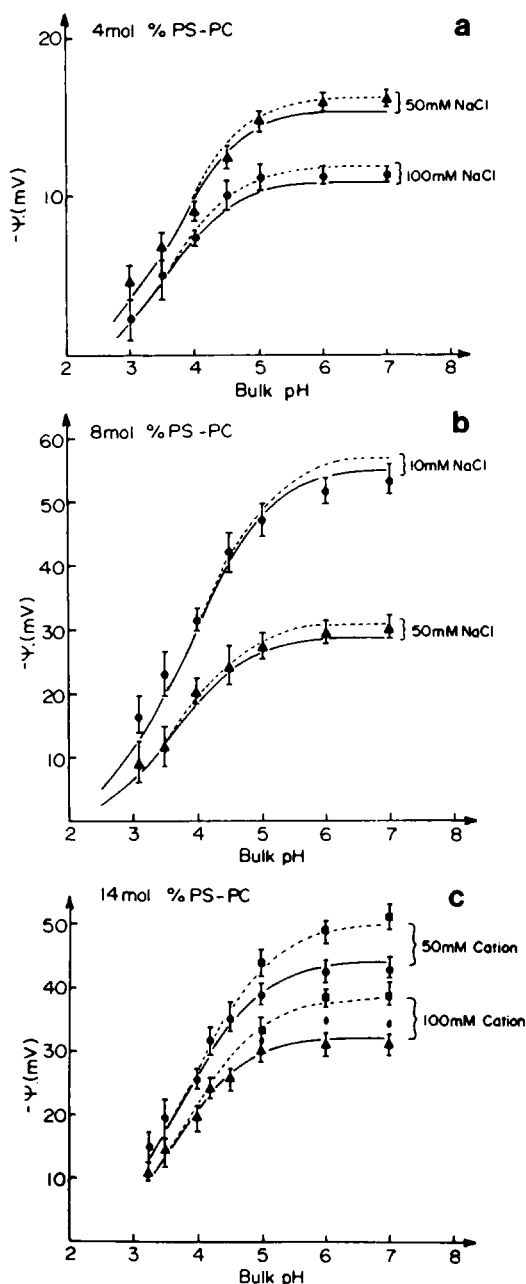 4mol % PS-PC
a
20
10
-Ψ.(mV)
50mM NaCl
100mM NaCl
2 3 4 5 6 7 8
Bulk pH
8mol % PS-PC
b
60
50
40
30
20
10
-Ψ.(mV)
10mM NaCl
50mM NaCl
2 3 4 5 6 7 8
Bulk pH
14mol % PS-PC
c
50
40
30
20
10
-Ψ.(mV)
50mM Cation
100mM Cation
2 3 4 5 6 7 8
Bulk pH